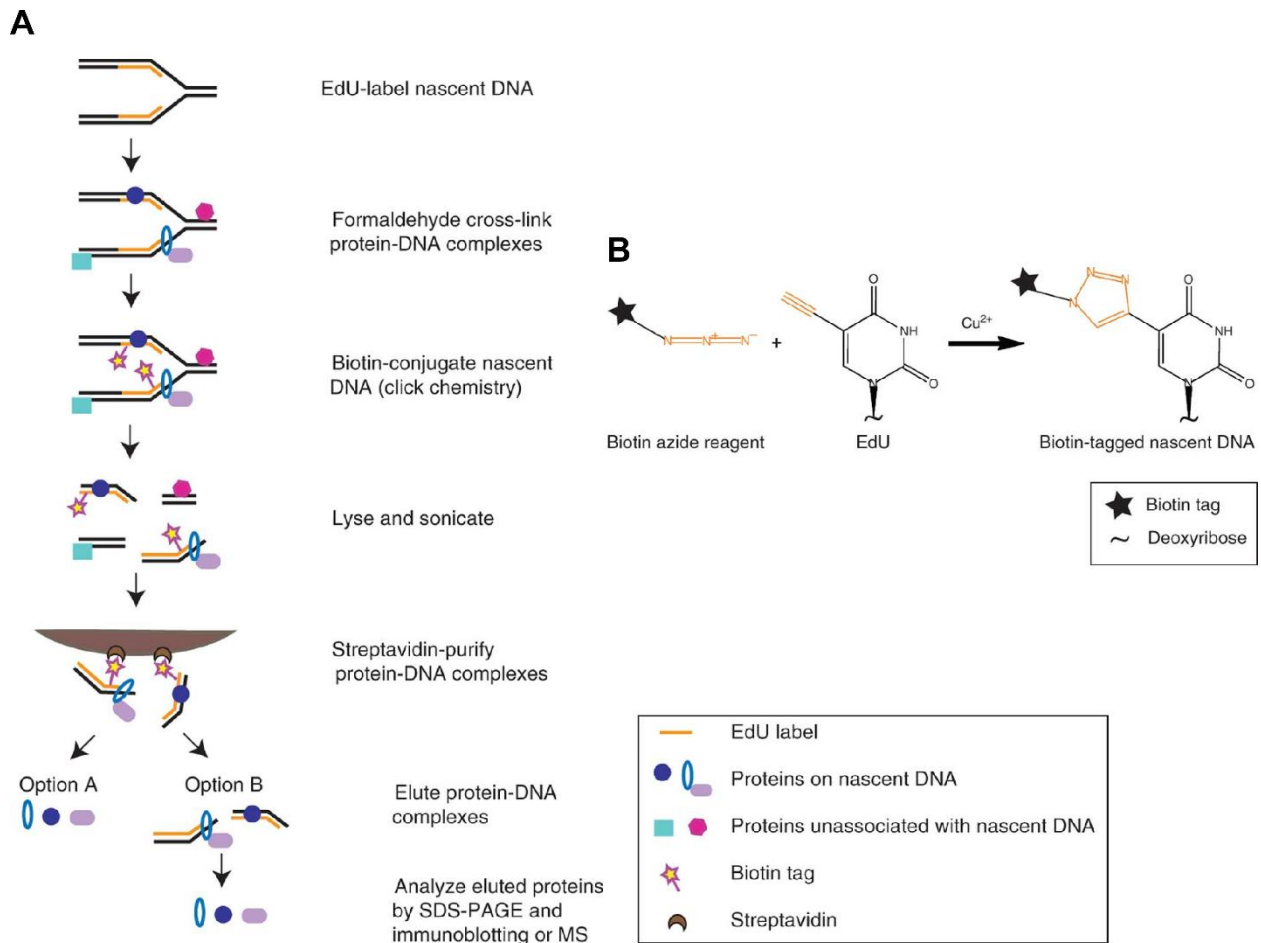 A
EdU-label nascent DNA
Formaldehyde cross-link
protein-DNA complexes
Biotin-conjugate nascent
DNA (click chemistry)
Lyse and sonicate
Streptavidin-purify
protein-DNA complexes
Option A
Option B
Elute protein-DNA
complexes
Analyze eluted proteins
by SDS-PAGE and
immunoblotting or MS
B
N N⁺ N⁻
+
O
NH
N
O
Cu²⁺
N
N
N
O
NH
N
O
Biotin azide reagent
EdU
Biotin-tagged nascent DNA
Biotin tag
~ Deoxyribose
EdU label
Proteins on nascent DNA
Proteins unassociated with nascent DNA
Biotin tag
Streptavidin